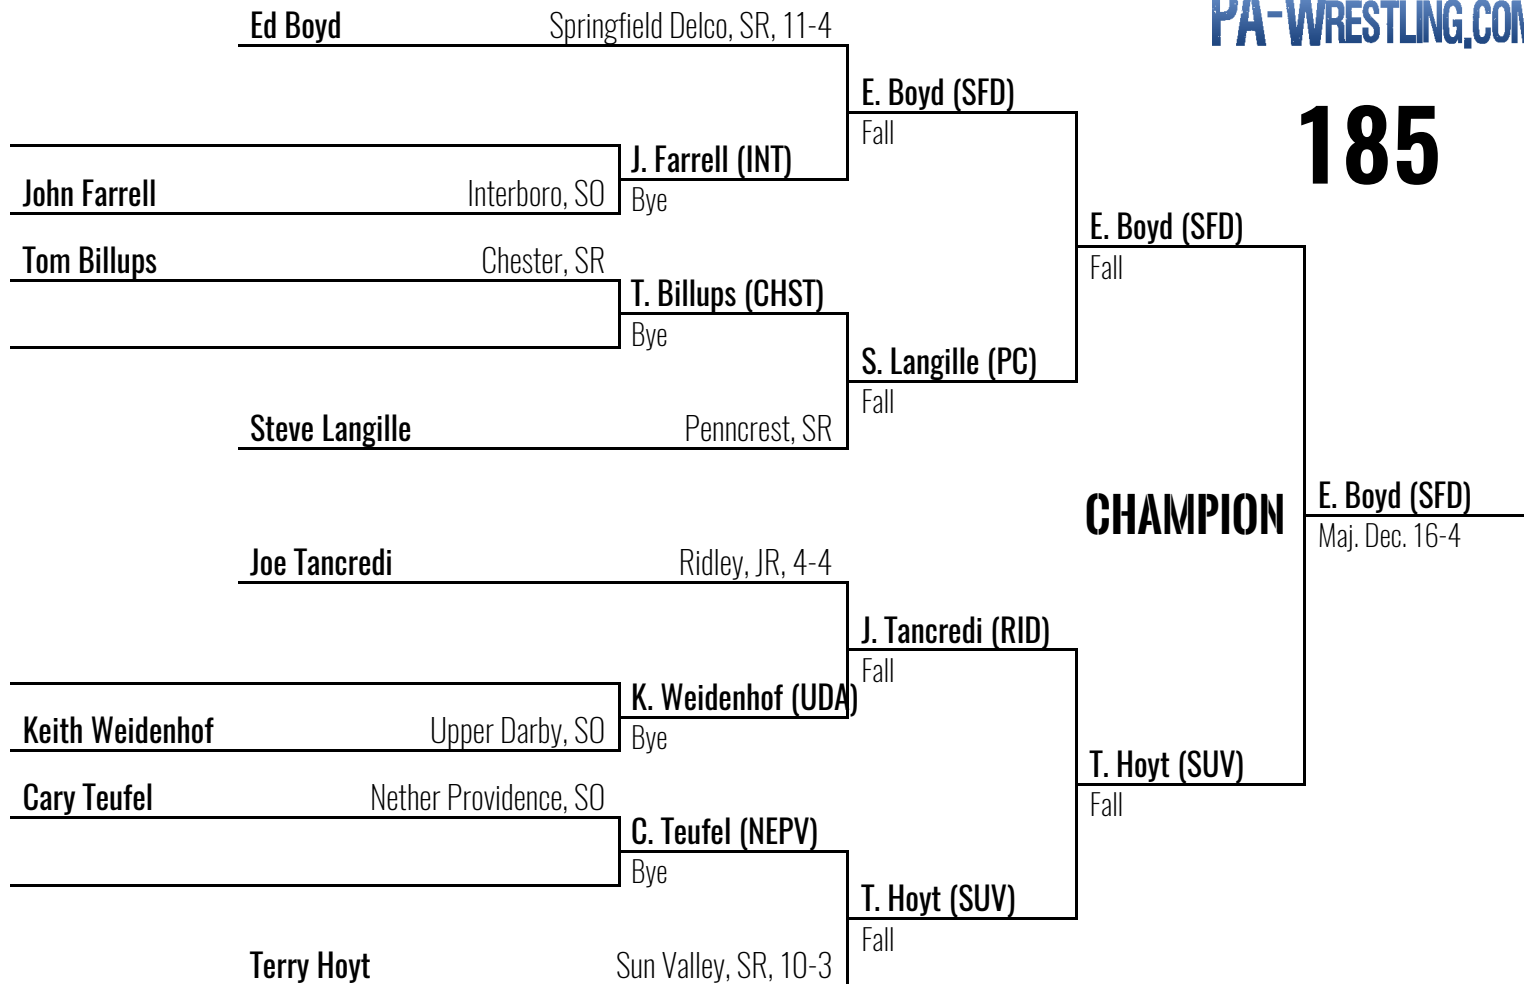 Ed Boyd Springfield Delco, SR, 11-4
PA-WRESTLING.COM
E. Boyd (SFD)
Fall
185
J. Farrell (INT)
John Farrell Interboro, SO
Bye
E. Boyd (SFD)
Fall
Tom Billups Chester, SR
T. Billups (CHST)
Bye
S. Langille (PC)
Fall
Steve Langille Penncrest, SR
CHAMPION
E. Boyd (SFD)
Maj. Dec. 16-4
Joe Tancredi Ridley, JR, 4-4
J. Tancredi (RID)
Fall
K. Weidenhof (UDA)
Keith Weidenhof Upper Darby, SO
Bye
T. Hoyt (SUV)
Fall
Cary Teufel Nether Providence, SO
C. Teufel (NEPV)
Bye
T. Hoyt (SUV)
Fall
Terry Hoyt Sun Valley, SR, 10-3